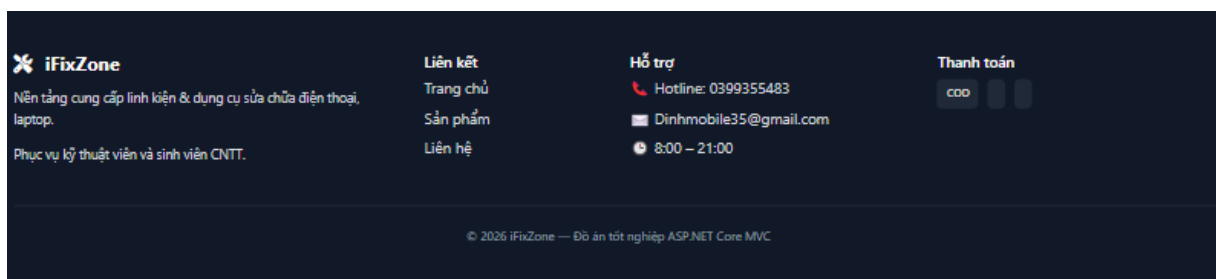 iFixZone
Nền tảng cung cấp linh kiện & dụng cụ sửa chữa điện thoại,
laptop.
Phục vụ kỹ thuật viên và sinh viên CNTT.
Liên kết
Trang chủ
Sản phẩm
Liên hệ
Hỗ trợ
Hotline: 0399355483
Dinhmobile35@gmail.com
8:00 – 21:00
Thanh toán
COD
© 2026 iFixZone — Đồ án tốt nghiệp ASP.NET Core MVC